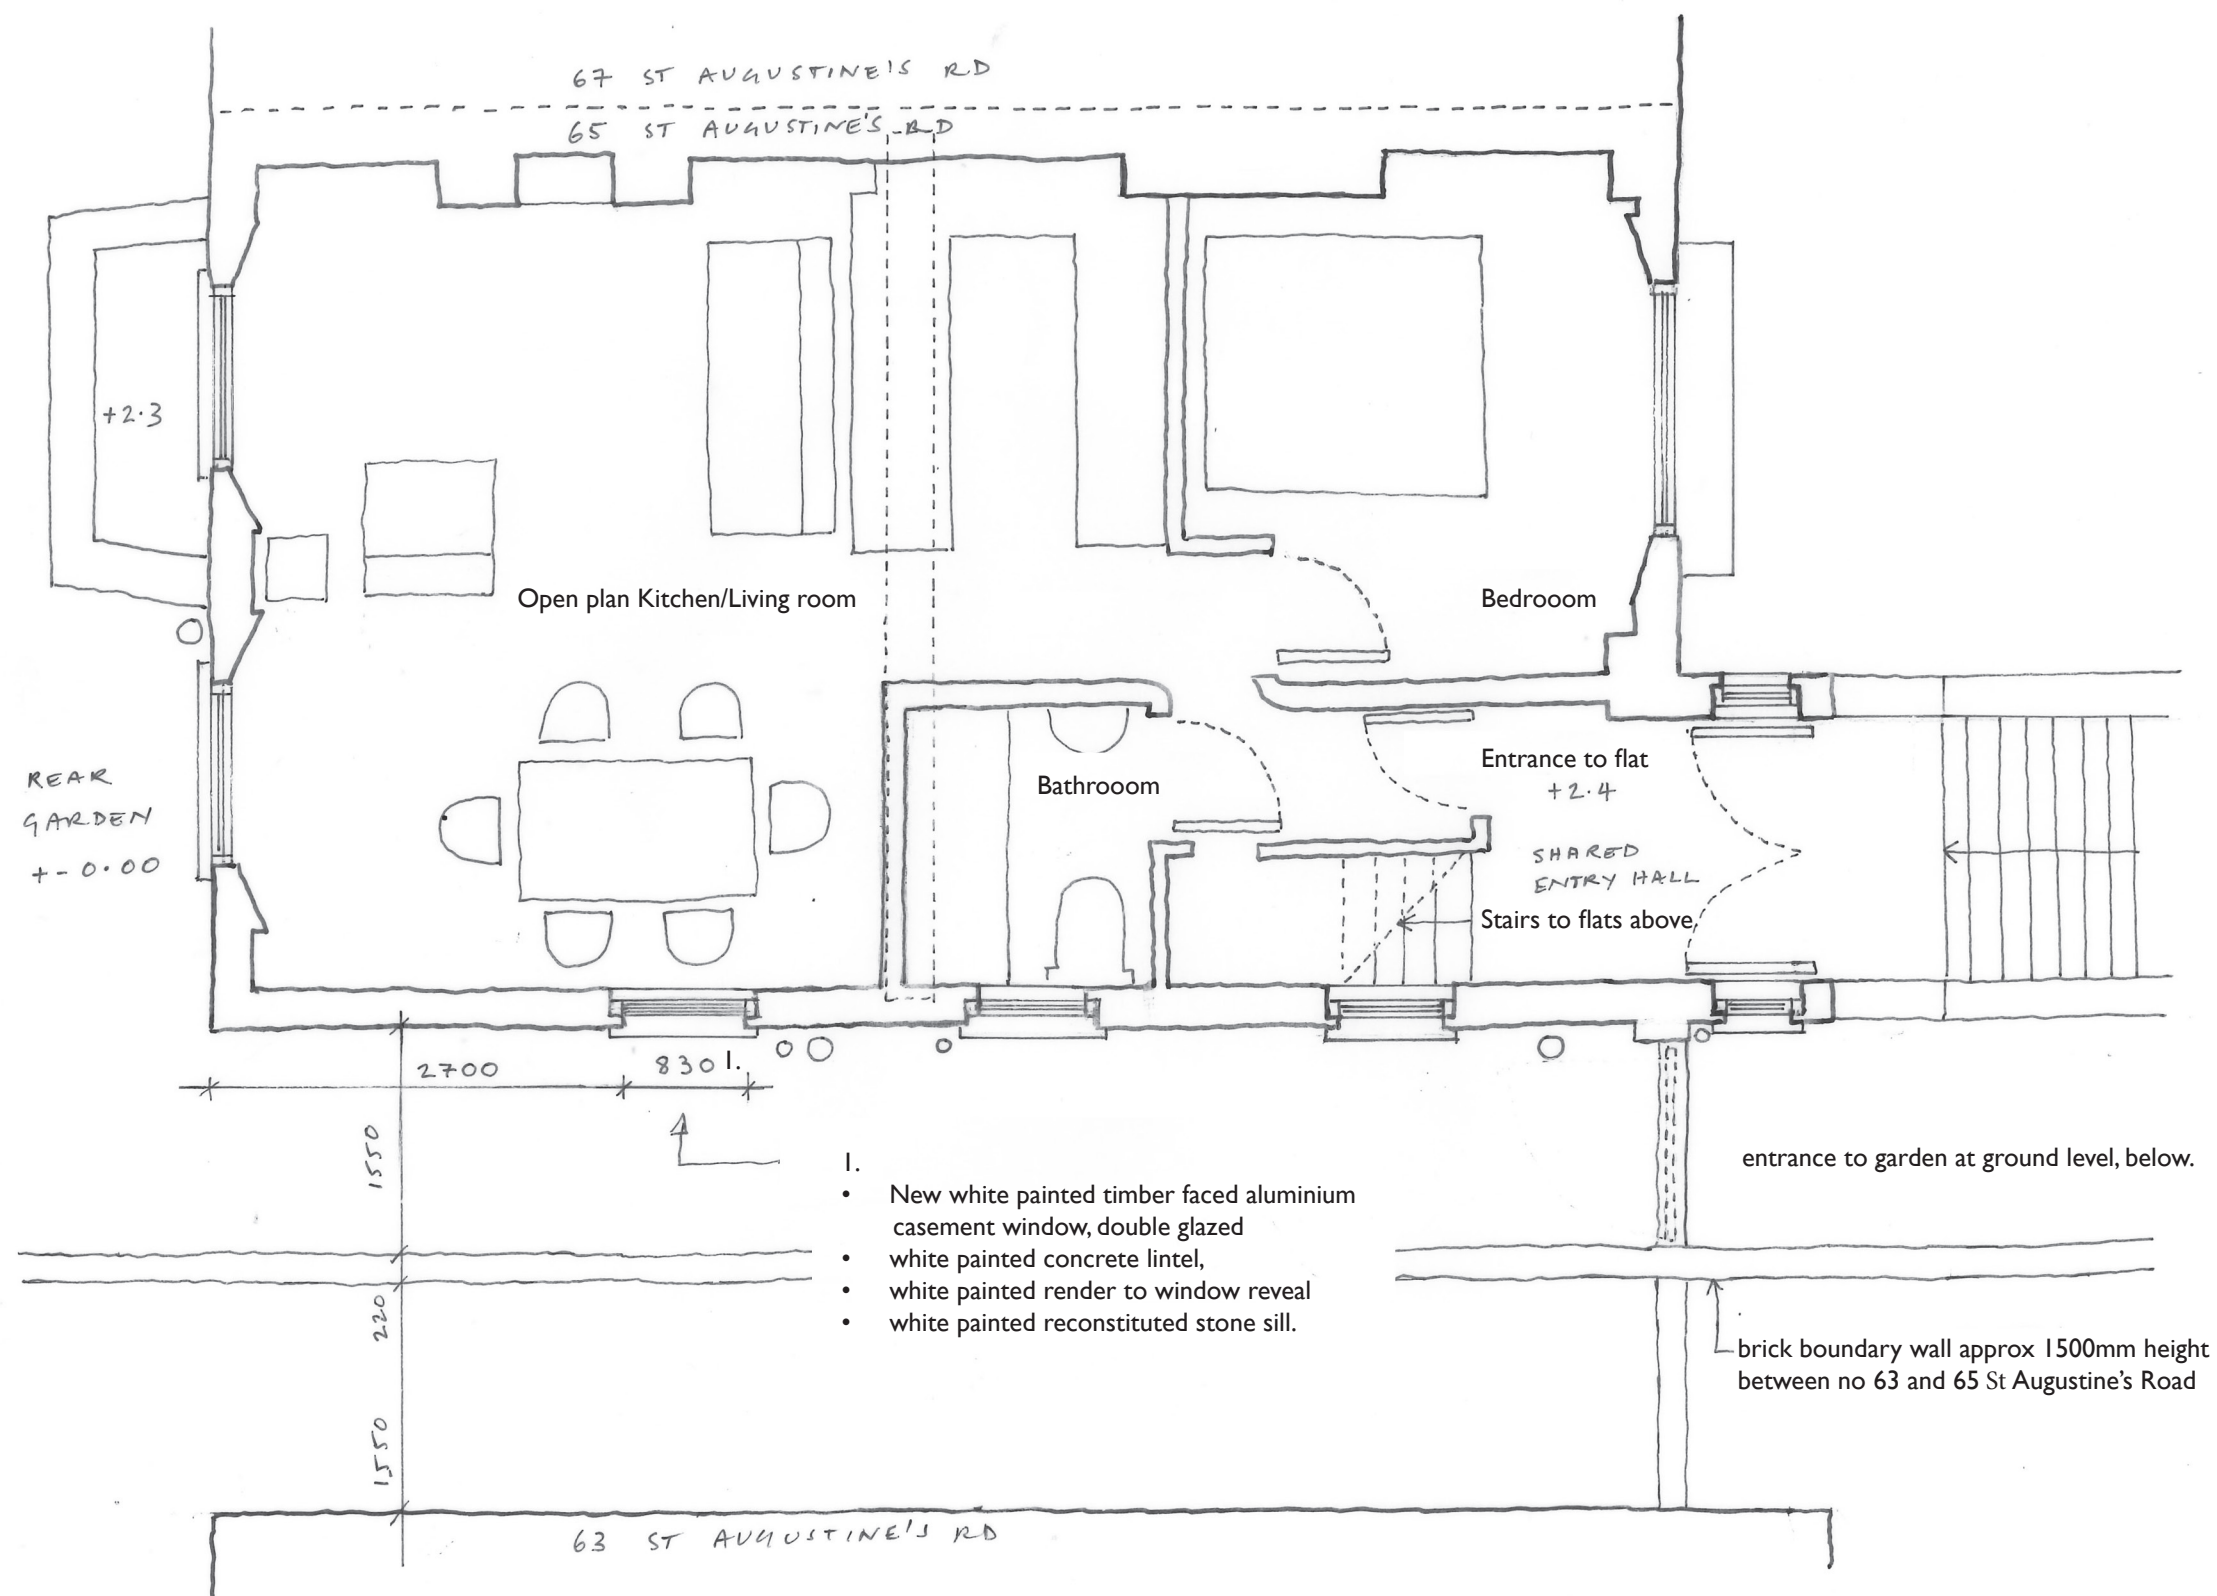 67 ST AUGUSTINE'S RD
65 ST AUGUSTINE'S RD
+2.3
Open plan Kitchen/Living room
Bedrooom
REAR
GARDEN
+-0.00
Bathrooom
Entrance to flat
+2.4
SHARED
ENTRY HALL
Stairs to flats above
2700
830
1.
1550
220
1550
1.
• New white painted timber faced aluminium
casement window, double glazed
• white painted concrete lintel,
• white painted render to window reveal
• white painted reconstituted stone sill.
entrance to garden at ground level, below.
brick boundary wall approx 1500mm height
between no 63 and 65 St Augustine’s Road
63 ST AUGUSTINE'S RD